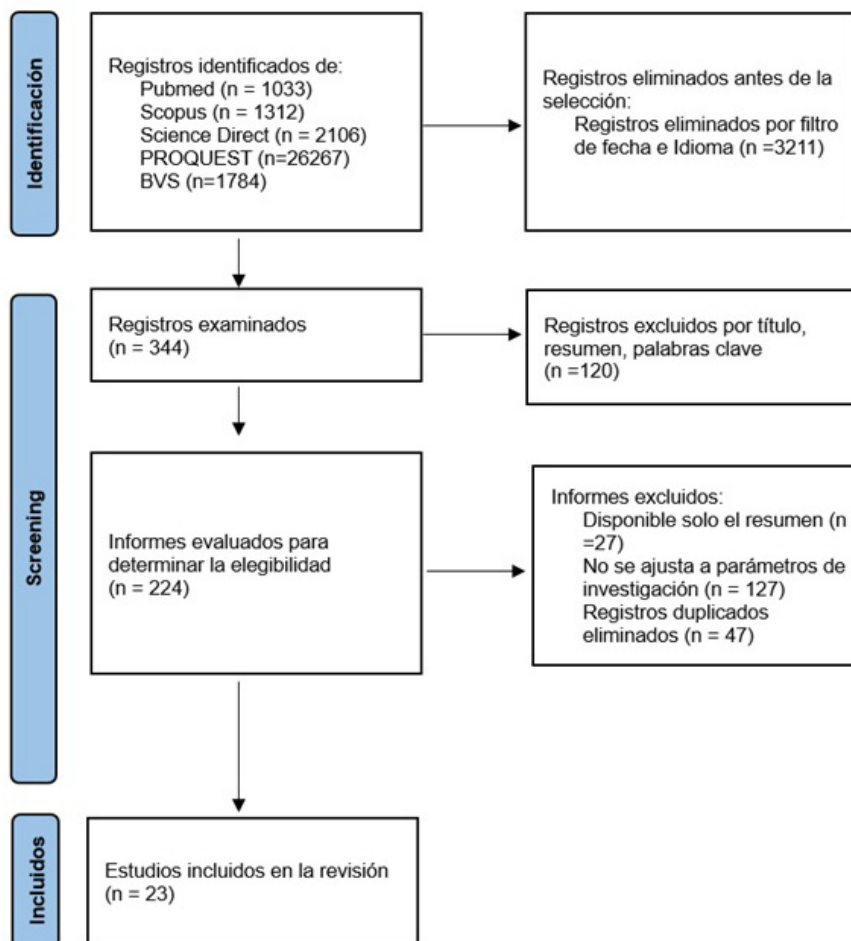 Identificación
Registros identificados de:
Pubmed (n = 1033)
Scopus (n = 1312)
Science Direct (n = 2106)
PROQUEST (n=26267)
BVS (n=1784)
Registros eliminados antes de la
selección:
Registros eliminados por filtro
de fecha e Idioma (n =3211)
Screening
Registros examinados
(n = 344)
Registros excluidos por título,
resumen, palabras clave
(n =120)
Informes evaluados para
determinar la elegibilidad
(n = 224)
Informes excluidos:
Disponible solo el resumen (n
=27)
No se ajusta a parámetros de
investigación (n = 127)
Registros duplicados
eliminados (n = 47)
Incluidos
Estudios incluidos en la revisión
(n = 23)